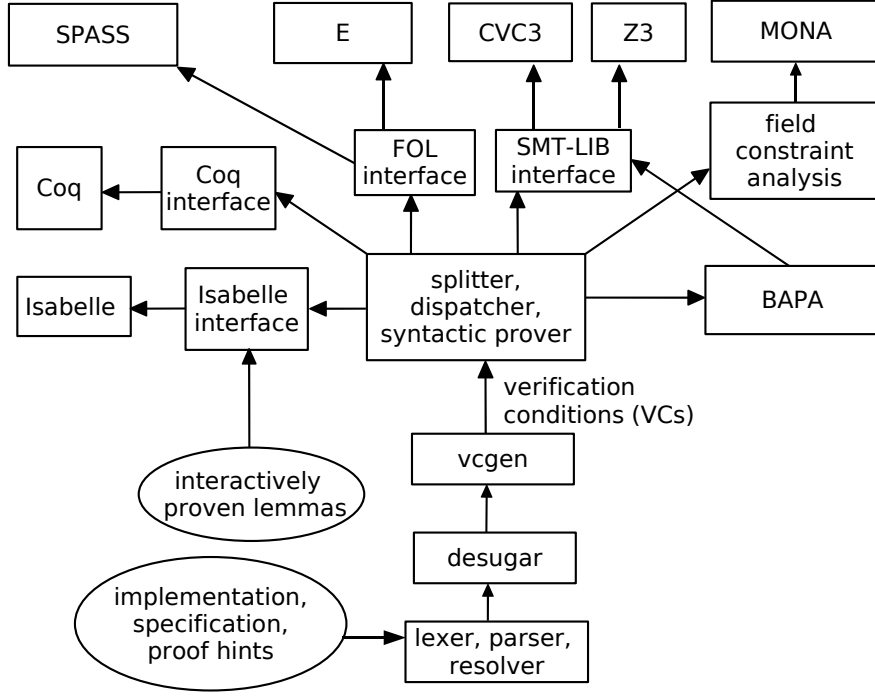 SPASS
E
CVC3
Z3
MONA
FOL
interface
SMT-LIB
interface
field
constraint
analysis
Coq
Coq
interface
Isabelle
Isabelle
interface
splitter,
dispatcher,
syntactic prover
BAPA
verification
conditions (VCs)
vcgen
interactively
proven lemmas
desugar
implementation,
specification,
proof hints
lexer, parser,
resolver